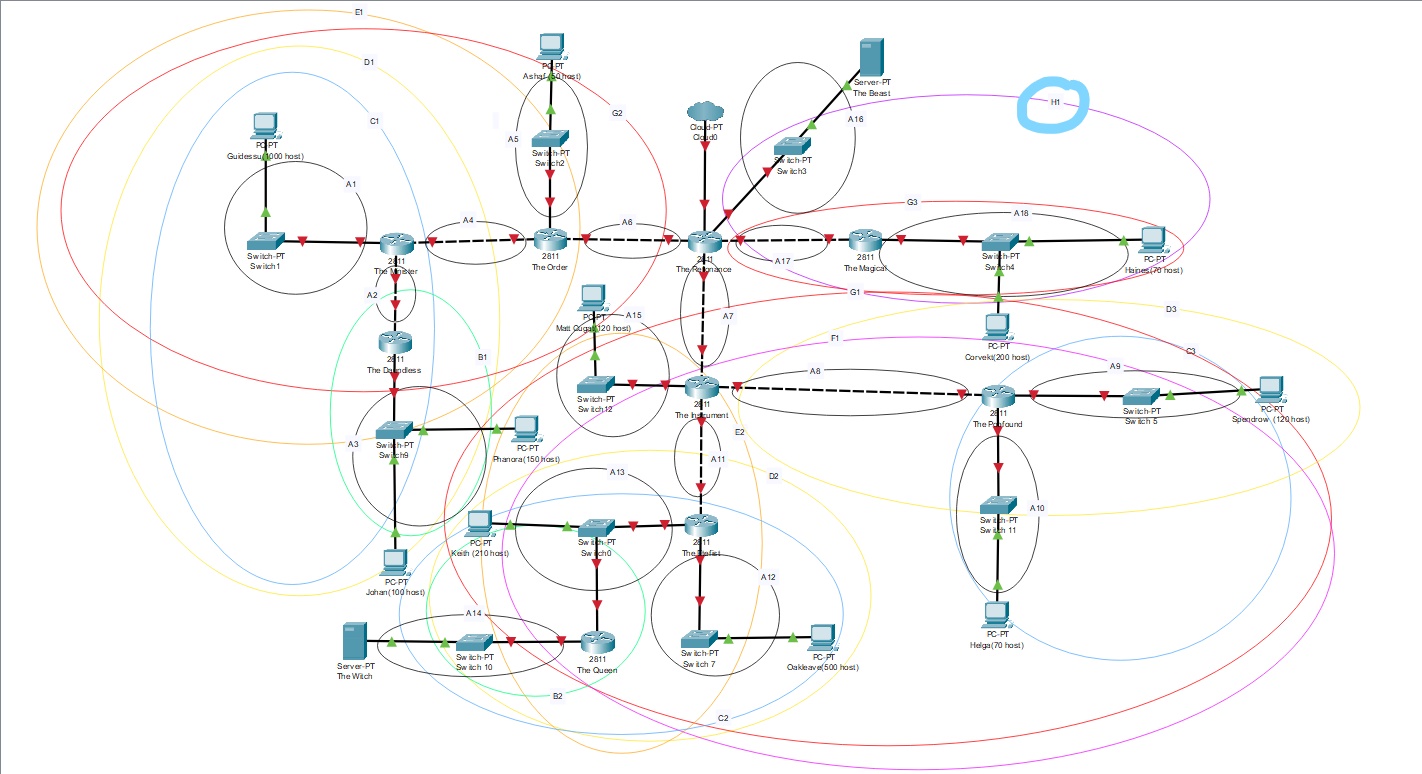 E1
D1
C1
PC-PT
Guidessu(1000 host)
A1
Switch-PT
Switch1
2811
The Minister
A4
A2
2811
The Daundless
B1
A3
Switch-PT
Switch9
PC-PT
Phanora(150 host)
PC-PT
Johan(100 host)
PC-PT
Ashaf (50 host)
A5
Switch-PT
Switch2
G2
2811
The Order
A6
Cloud-PT
Cloud0
2811
The Resonance
Server-PT
The Beast
A16
Switch-PT
Switch3
H1
G3
A17
2811
The Magical
A18
Switch-PT
Switch4
PC-PT
Haines(70 host)
PC-PT
Corvekt(200 host)
G1
D3
A7
PC-PT
Matt Cugat(120 host)
A15
Switch-PT
Switch12
2811
The Instrument
F1
A8
C3
2811
The Profound
A9
Switch-PT
Switch 5
PC-PT
Spendrow (120 host)
E2
A11
D2
A13
PC-PT
Keith (210 host)
Switch-PT
Switch0
2811
A10
Switch-PT
Switch 11
PC-PT
Helga(70 host)
A12
Switch-PT
Switch 7
PC-PT
Oakleave(500 host)
A14
Server-PT
The Witch
Switch-PT
Switch 10
2811
The Queen
B2
C2